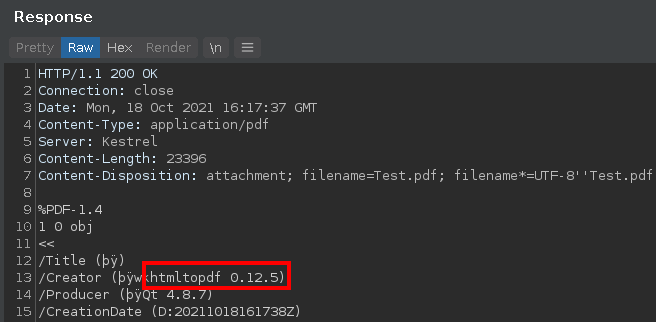 Response
Pretty Raw Hex Render \n
1 HTTP/1.1 200 OK
2 Connection: close
3 Date: Mon, 18 Oct 2021 16:17:37 GMT
4 Content-Type: application/pdf
5 Server: Kestrel
6 Content-Length: 23396
7 Content-Disposition: attachment; filename=Test.pdf; filename*=UTF-8''Test.pdf
8
9 %PDF-1.4
10 1 0 obj
11 <<
12 /Title (þÿ)
13 /Creator (þÿwkhtmltopdf 0.12.5)
14 /Producer (þÿQt 4.8.7)
15 /CreationDate (D:20211018161738Z)